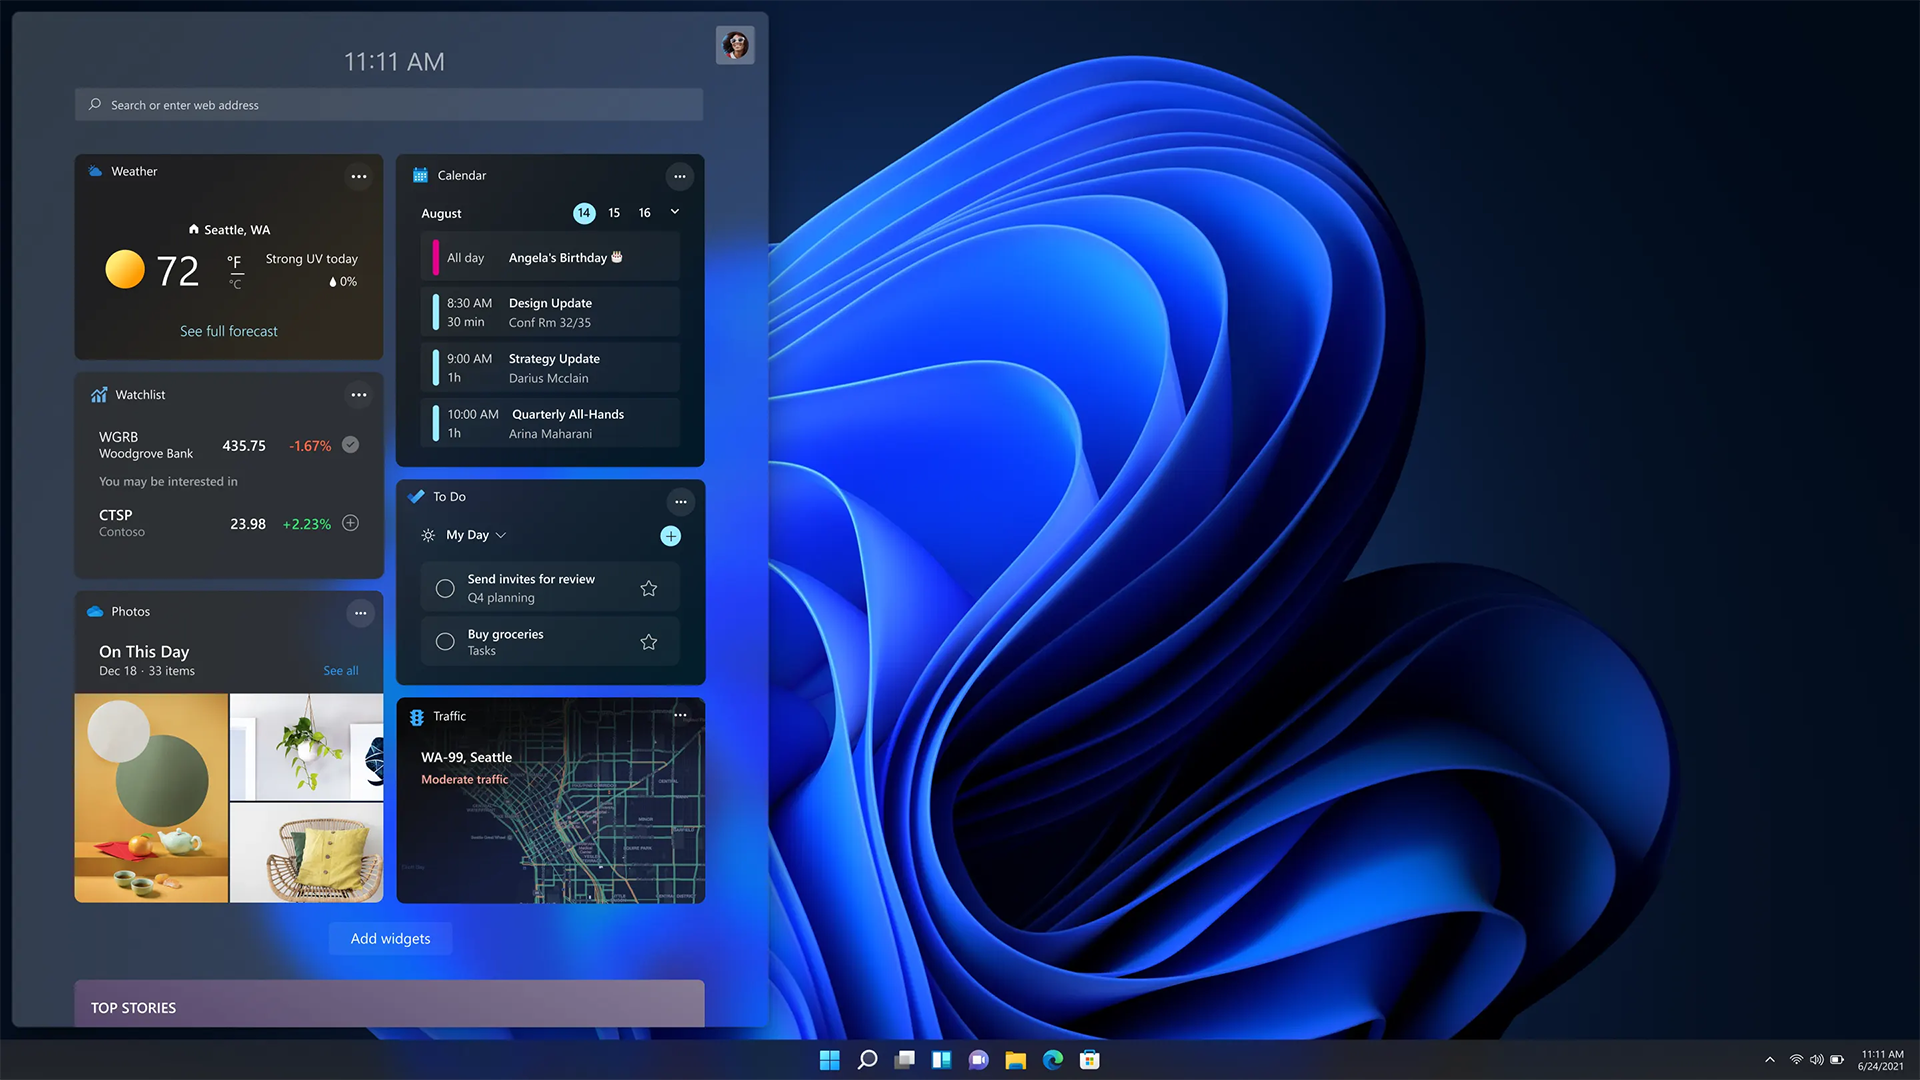 11:11 AM
Search or enter web address
Weather
Seattle, WA
72 °F °C
Strong UV today
0%
See full forecast
Watchlist
WGRB 435.75 -1.67%
Woodgrove Bank
You may be interested in
CTSP 23.98 +2.23%
Contoso
Photos
On This Day
Dec 18 · 33 items See all
Calendar
August 14 15 16
All day Angela's Birthday
8:30 AM Design Update
30 min Conf Rm 32/35
9:00 AM Strategy Update
1h Darius Mcclain
10:00 AM Quarterly All-Hands
1h Arina Maharani
To Do
My Day
Send invites for review
Q4 planning
Buy groceries
Tasks
Traffic
WA-99, Seattle
Moderate traffic
Add widgets
TOP STORIES
11:11 AM
6/24/2021